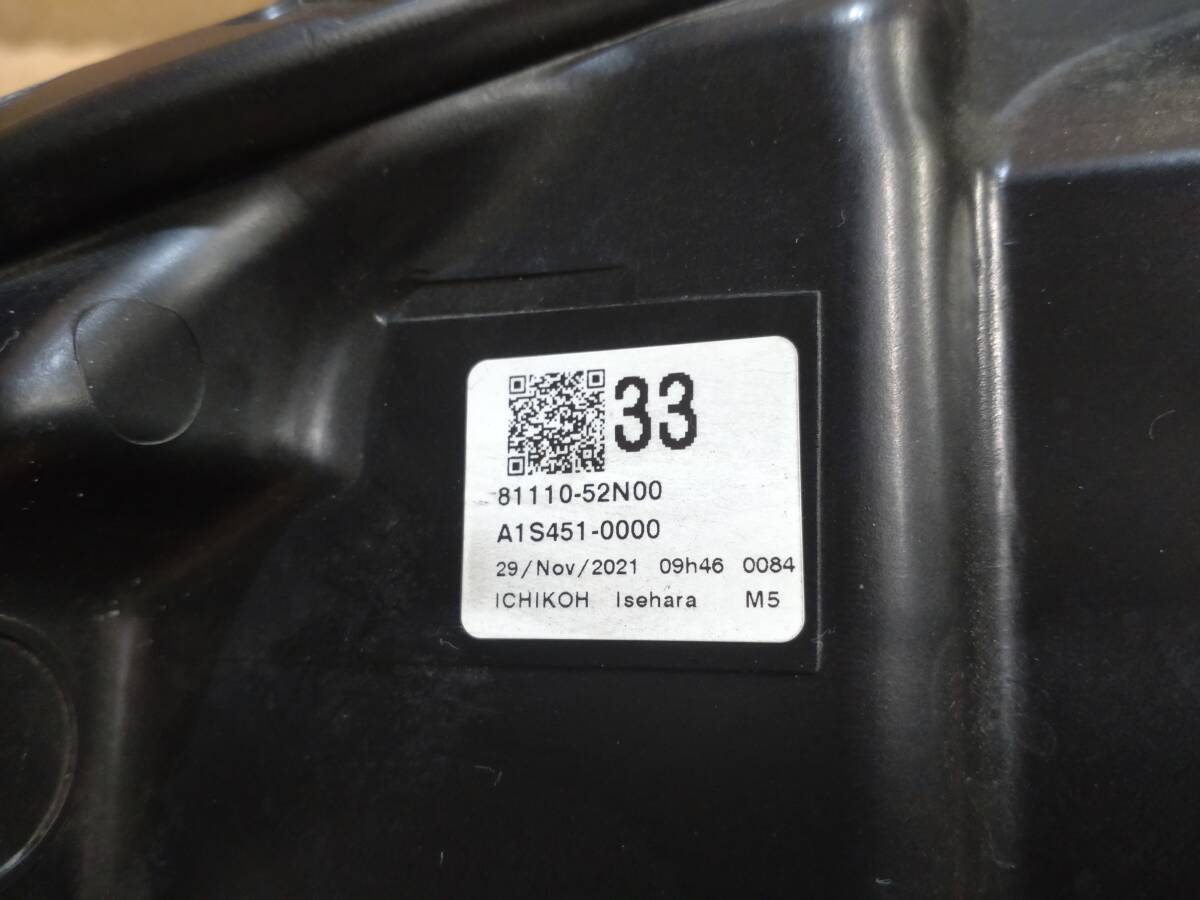 33
81110-52N00
A1S451-0000
29/Nov/2021 09h46 0084
ICHIKOH Isehara M5